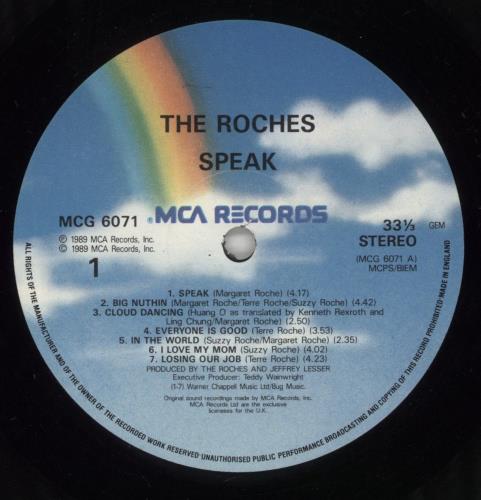 THE ROCHES
SPEAK
MCG 6071
MCA RECORDS
℗ 1989 MCA Records, Inc.
© 1989 MCA Records, Inc.
1
33⅓
STEREO
GEM
(MCG 6071 A)
MCPS/BIEM
1. SPEAK (Margaret Roche) (4.17)
2. BIG NUTHIN (Margaret Roche/Terre Roche/Suzzy Roche) (4.42)
3. CLOUD DANCING (Huang O as translated by Kenneth Rexroth and
Ling Chung/Margaret Roche) (2.50)
4. EVERYONE IS GOOD (Terre Roche) (3.53)
5. IN THE WORLD (Suzzy Roche/Margaret Roche) (2.35)
6. I LOVE MY MOM (Suzzy Roche) (4.02)
7. LOSING OUR JOB (Terre Roche) (4.23)
PRODUCED BY THE ROCHES AND JEFFREY LESSER
Executive Producer: Teddy Wainwright
(1-7) Warner Chappel Music Ltd/Bug Music.
Original sound recordings made by MCA Records, Inc.
MCA Records Ltd are the exclusive
licensees for the U.K.
ALL RIGHTS OF THE MANUFACTURER AND OF THE OWNER OF THE RECORDED WORK RESERVED UNAUTHORISED PUBLIC PERFORMANCE BROADCASTING AND COPYING OF THIS RECORD PROHIBITED MADE IN ENGLAND